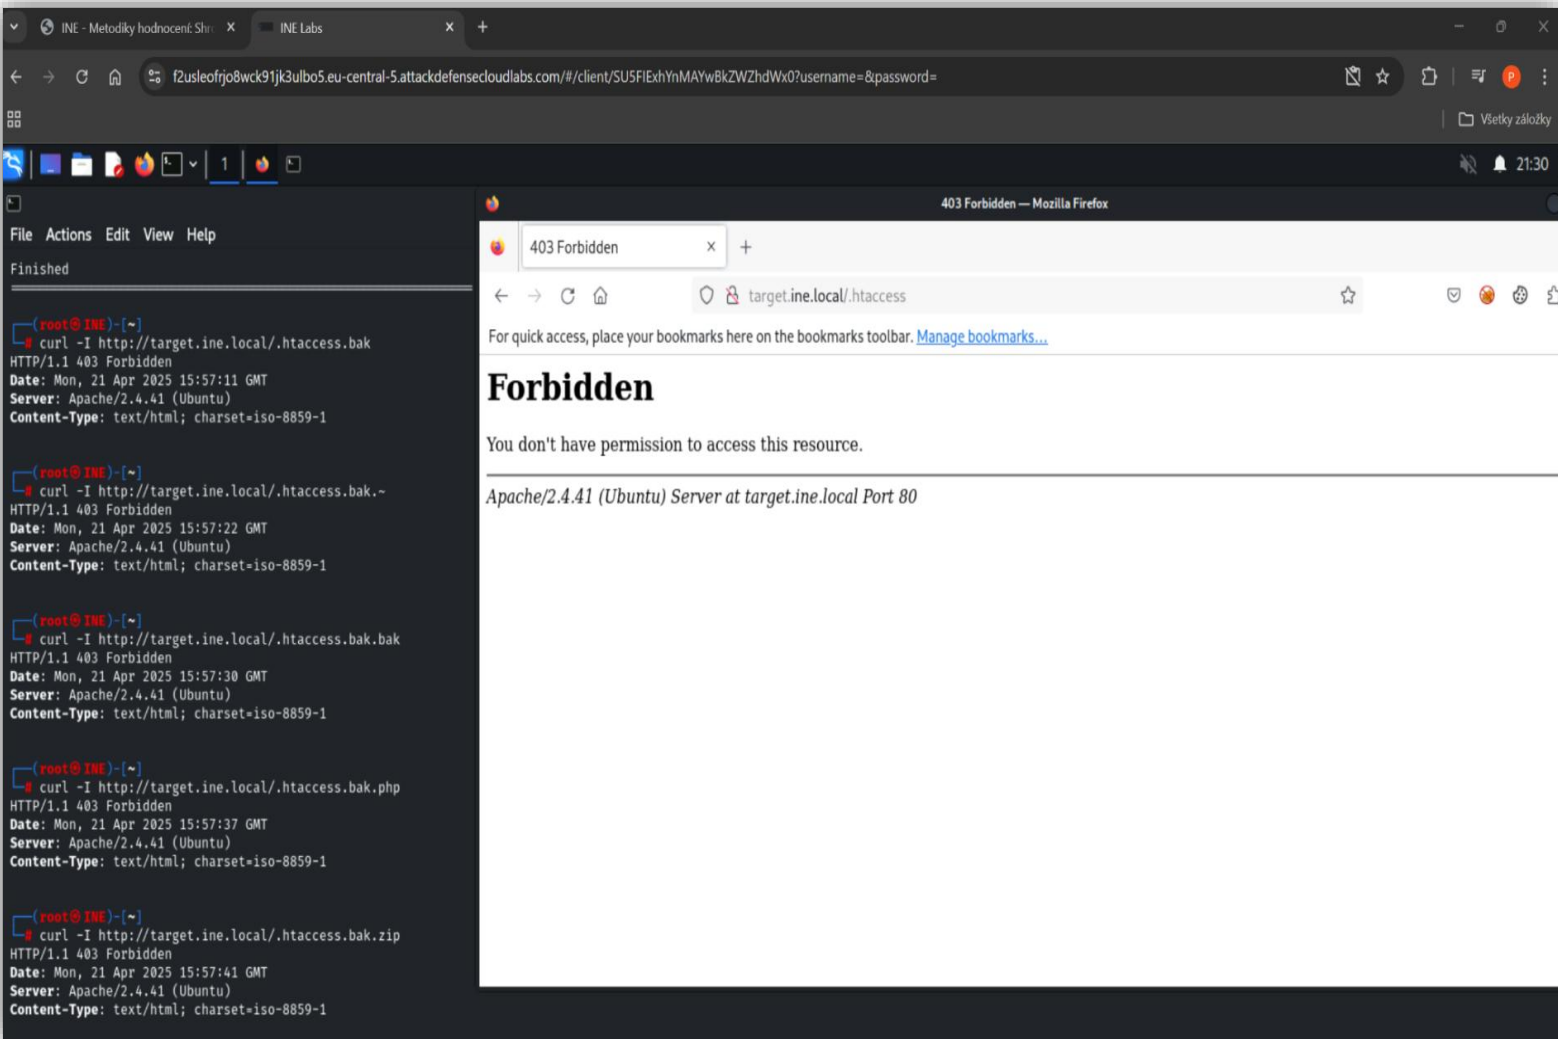 INE - Metodiky hodnocení: Shr
INE Labs
f2usleofrjo8wck91jk3ulbo5.eu-central-5.attackdefensecloudlabs.com/#/client/SU5FIExhYnMAYwBkZWZhdWx0?username=&password=
P
Všetky záložky
1
21:30
File Actions Edit View Help
Finished
(root㉿INE)-[~]
# curl -I http://target.ine.local/.htaccess.bak
HTTP/1.1 403 Forbidden
Date: Mon, 21 Apr 2025 15:57:11 GMT
Server: Apache/2.4.41 (Ubuntu)
Content-Type: text/html; charset=iso-8859-1
(root㉿INE)-[~]
# curl -I http://target.ine.local/.htaccess.bak.~
HTTP/1.1 403 Forbidden
Date: Mon, 21 Apr 2025 15:57:22 GMT
Server: Apache/2.4.41 (Ubuntu)
Content-Type: text/html; charset=iso-8859-1
(root㉿INE)-[~]
# curl -I http://target.ine.local/.htaccess.bak.bak
HTTP/1.1 403 Forbidden
Date: Mon, 21 Apr 2025 15:57:30 GMT
Server: Apache/2.4.41 (Ubuntu)
Content-Type: text/html; charset=iso-8859-1
(root㉿INE)-[~]
# curl -I http://target.ine.local/.htaccess.bak.php
HTTP/1.1 403 Forbidden
Date: Mon, 21 Apr 2025 15:57:37 GMT
Server: Apache/2.4.41 (Ubuntu)
Content-Type: text/html; charset=iso-8859-1
(root㉿INE)-[~]
# curl -I http://target.ine.local/.htaccess.bak.zip
HTTP/1.1 403 Forbidden
Date: Mon, 21 Apr 2025 15:57:41 GMT
Server: Apache/2.4.41 (Ubuntu)
Content-Type: text/html; charset=iso-8859-1
403 Forbidden — Mozilla Firefox
403 Forbidden
target.ine.local/.htaccess
For quick access, place your bookmarks here on the bookmarks toolbar. Manage bookmarks...
Forbidden
You don't have permission to access this resource.
Apache/2.4.41 (Ubuntu) Server at target.ine.local Port 80